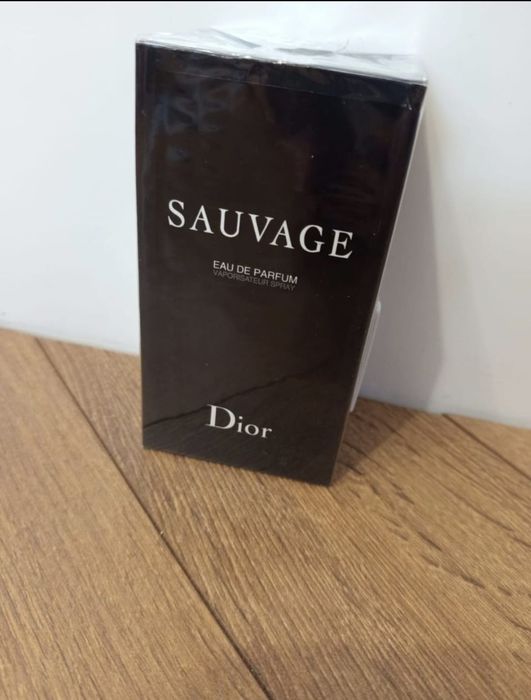 SAUVAGE
EAU DE PARFUM
VAPORISATEUR SPRAY
Dior